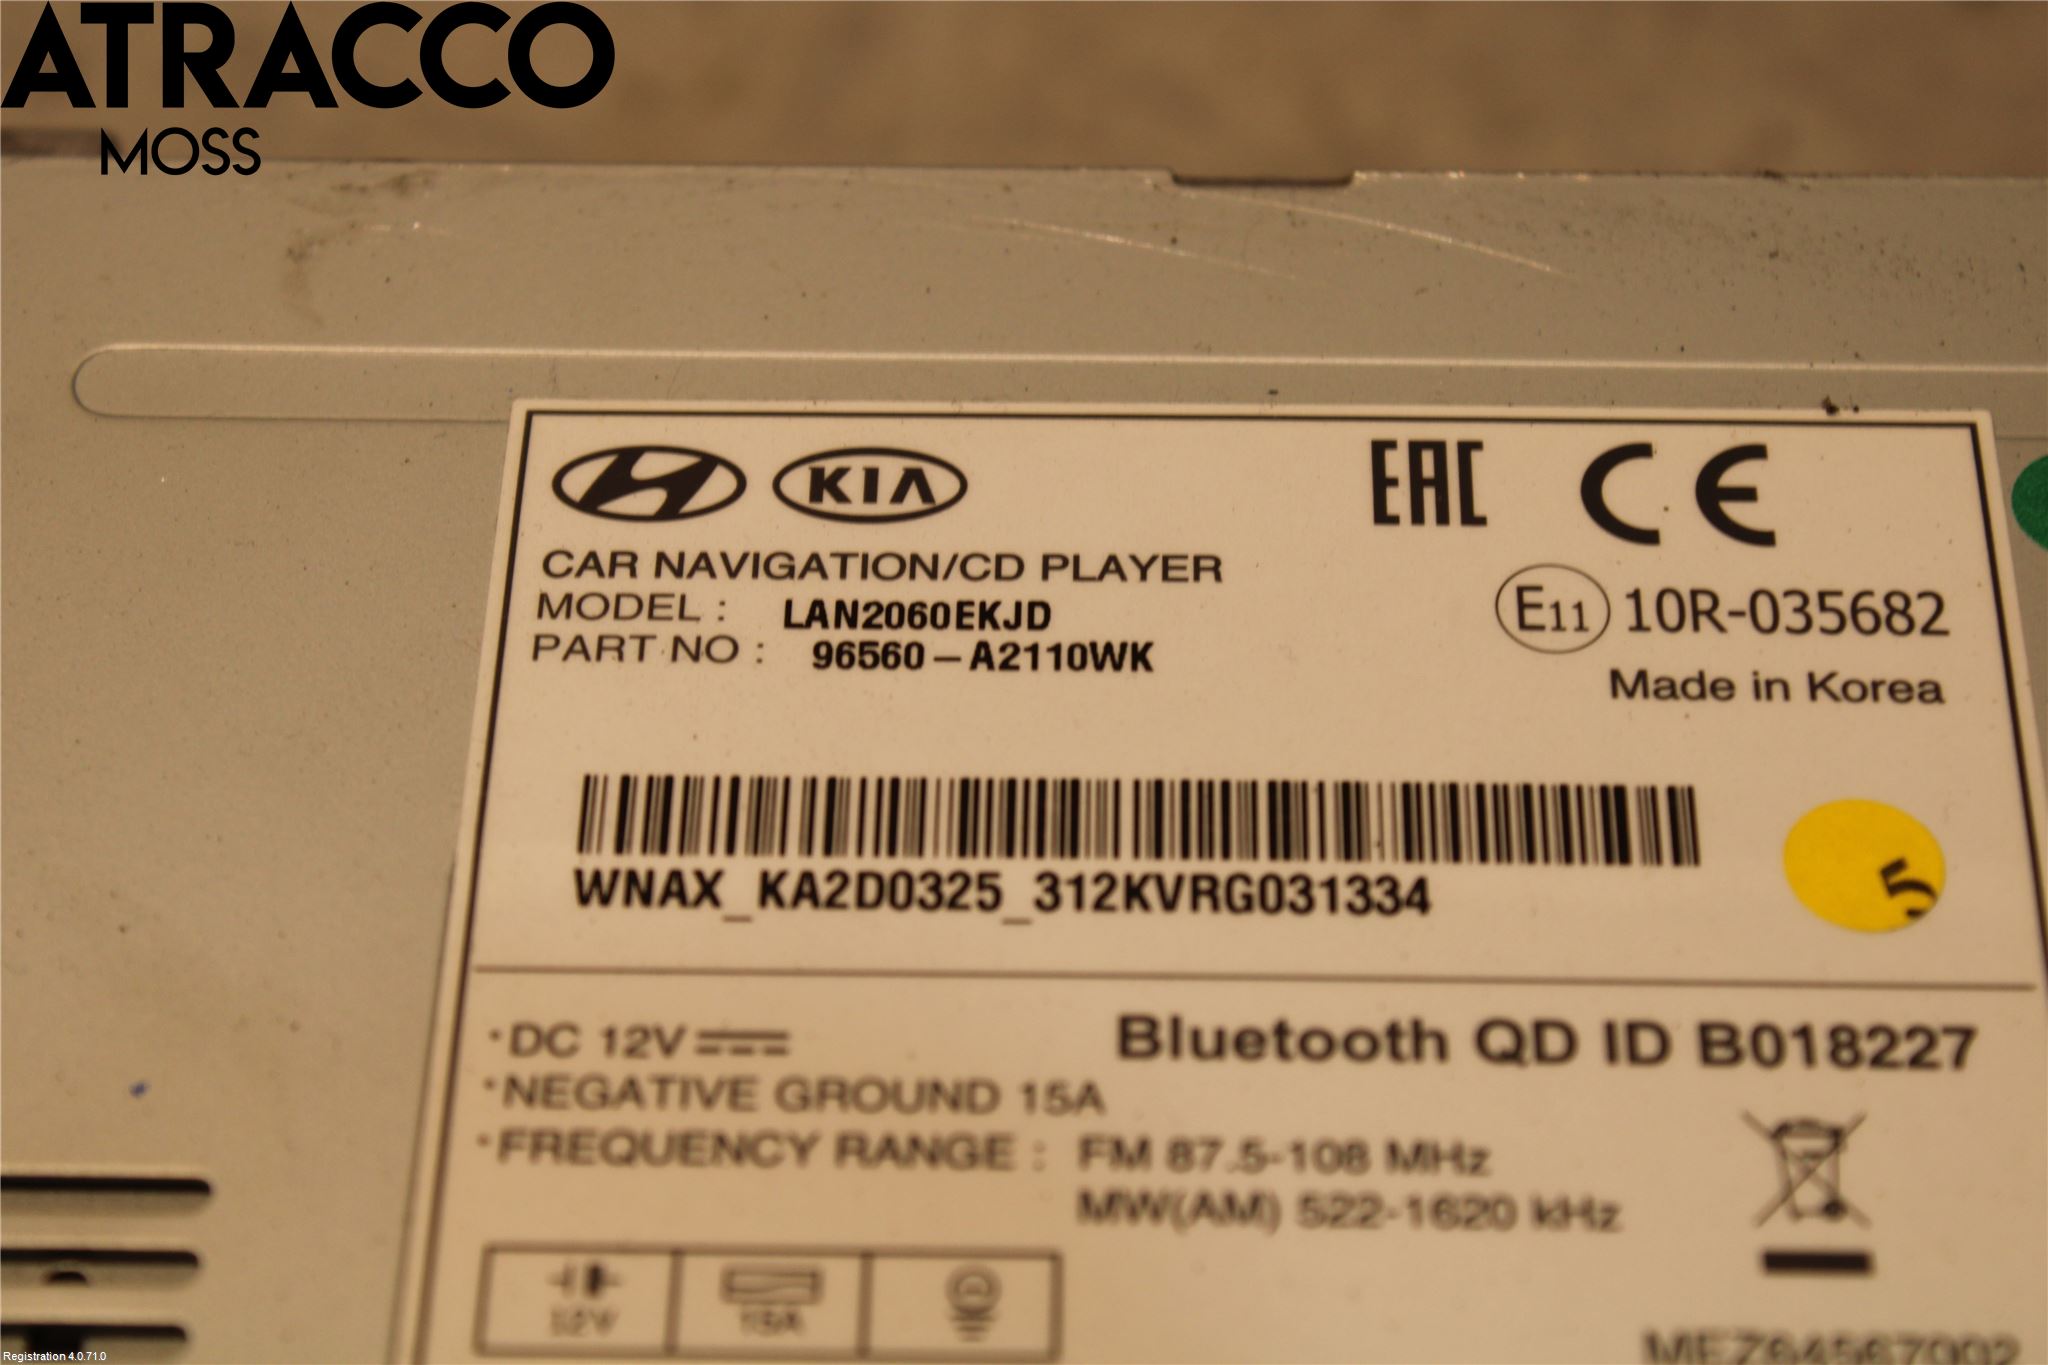 ATRACCO
MOSS
KIA
EAC CE
CAR NAVIGATION/CD PLAYER
MODEL : LAN2060EKJD
PART NO : 96560-A2110WK
E11 10R-035682
Made in Korea
WNAX_KA2D0325_312KVRG031334
5
•DC 12V
Bluetooth QD ID B018227
•NEGATIVE GROUND 15A
•FREQUENCY RANGE : FM 87.5-108 MHz
MW(AM) 522-1620 kHz
12V 15A
MEZ64567002
Registration 4.0.71.0